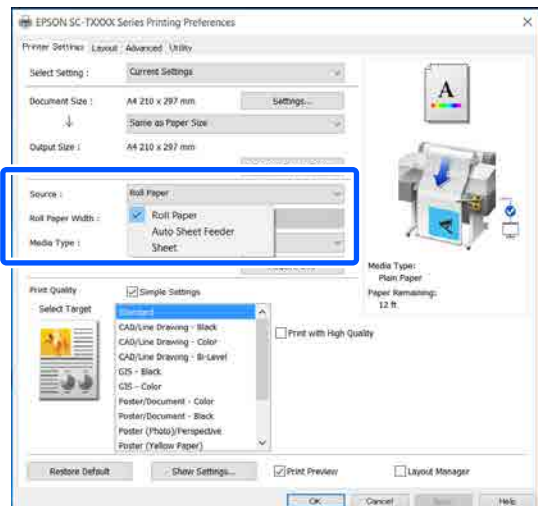 EPSON SC-TXXXX Series Printing Preferences
Printer Settings Layout Advanced Utility
Select Setting : Current Settings
Document Size : A4 210 x 297 mm Settings...
Same as Paper Size
Output Size : A4 210 x 297 mm
Source : Roll Paper
Roll Paper Width :
Roll Paper
Auto Sheet Feeder
Sheet
Media Type :
A
Media Type:
Plain Paper
Paper Remaining:
12 ft
Print Quality Simple Settings
Select Target
Standard
CAD/Line Drawing - Black
CAD/Line Drawing - Color
CAD/Line Drawing - Bi-Level
GIS - Black
GIS - Color
Poster/Document - Color
Poster/Document - Black
Poster (Photo)/Perspective
Poster (Yellow Paper)
Print with High Quality
Restore Default Show Settings... Print Preview Layout Manager
OK Cancel Help